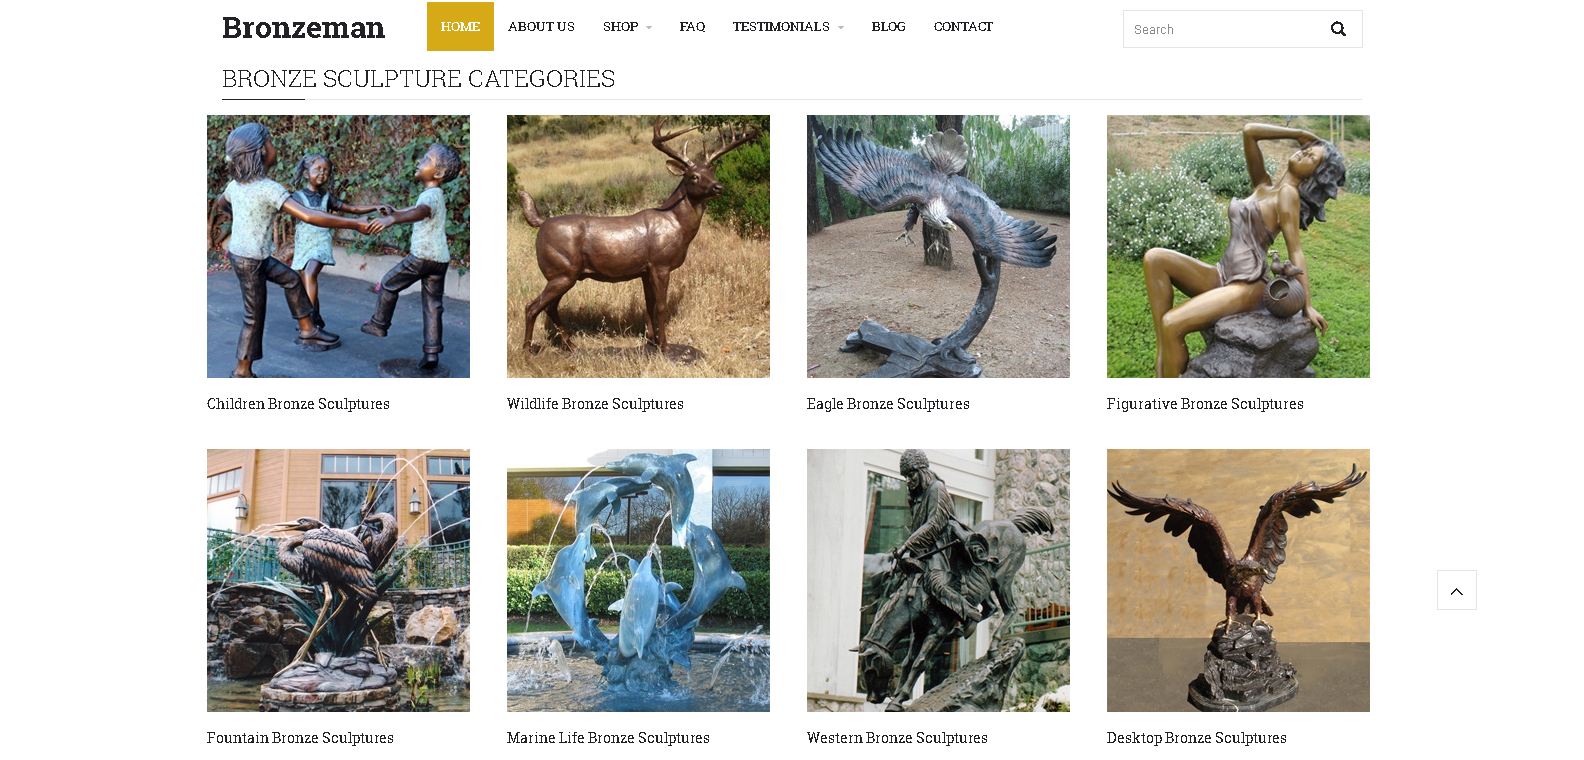 Bronzeman
HOME
ABOUT US
SHOP
FAQ
TESTIMONIALS
BLOG
CONTACT
Search
BRONZE SCULPTURE CATEGORIES
Children Bronze Sculptures
Wildlife Bronze Sculptures
Eagle Bronze Sculptures
Figurative Bronze Sculptures
Fountain Bronze Sculptures
Marine Life Bronze Sculptures
Western Bronze Sculptures
Desktop Bronze Sculptures